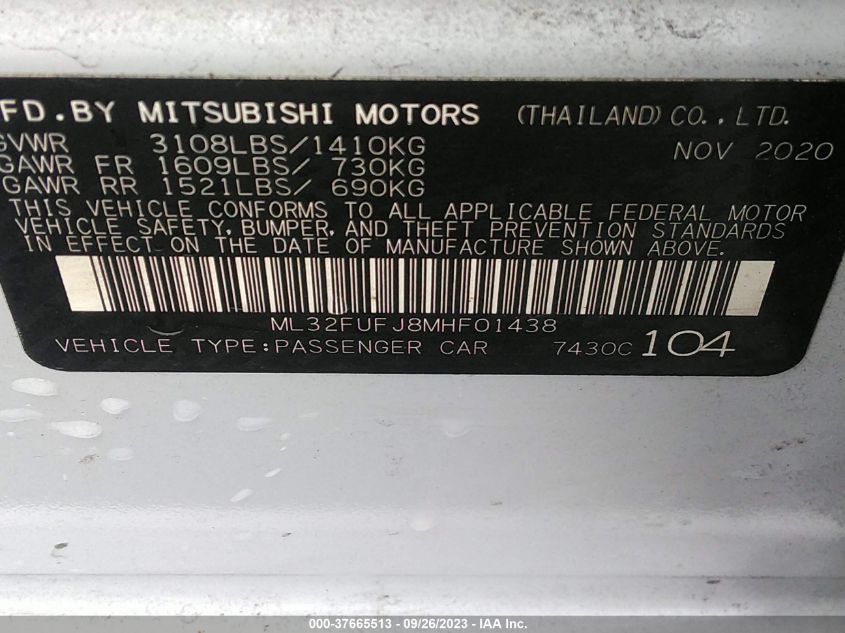 FD.BY MITSUBISHI MOTORS (THAILAND) CO., LTD.
GVWR 3108LBS/1410KG NOV 2020
GAWR FR 1609LBS/ 730KG
GAWR RR 1521LBS/ 690KG
THIS VEHICLE CONFORMS TO ALL APPLICABLE FEDERAL MOTOR
VEHICLE SAFETY, BUMPER, AND THEFT PREVENTION STANDARDS
IN EFFECT ON THE DATE OF MANUFACTURE SHOWN ABOVE.
ML32FUFJ8MHF01438
VEHICLE TYPE:PASSENGER CAR 7430C 104
000-37665513 - 09/26/2023 - IAA Inc.